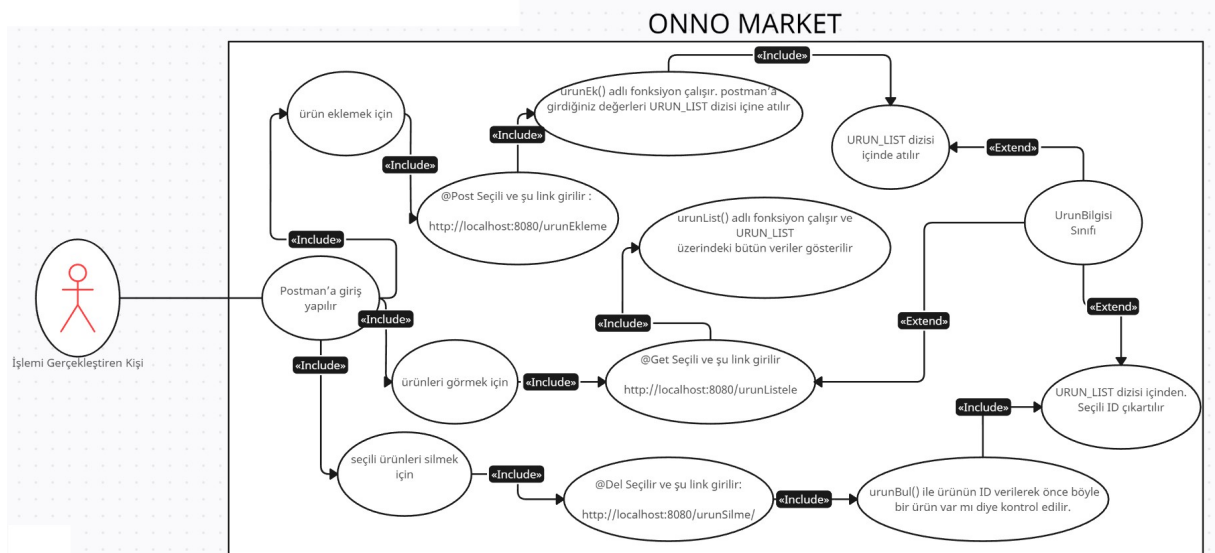 ONNO MARKET
«Include»
ürün eklemek için
urunEk() adlı fonksiyon çalışır. postman'a
girdiğiniz değerleri URUN_LIST dizisi içine atılır
«Include»
«Include»
URUN_LIST dizisi
içinde atılır
«Extend»
@Post Seçili ve şu link girilir :
http://localhost:8080/urunEkleme
urunList() adlı fonksiyon çalışır ve
URUN_LIST
üzerindeki bütün veriler gösterilir
UrunBilgisi
Sınıfı
«Include»
Postman'a giriş
yapılır
«Include»
«Include»
«Extend»
«Extend»
İşlemi Gerçekleştiren Kişi
«Include»
@Get Seçili ve şu link girilir
http://localhost:8080/urunListele
ürünleri görmek için
«Include»
URUN_LIST dizisi içinden.
Seçili ID çıkartılır
«Include»
seçili ürünleri silmek
için
«Include»
@Del Seçilir ve şu link girilir:
http://localhost:8080/urunSilme/
«Include»
urunBul() ile ürünün ID verilerek önce böyle
bir ürün var mı diye kontrol edilir.